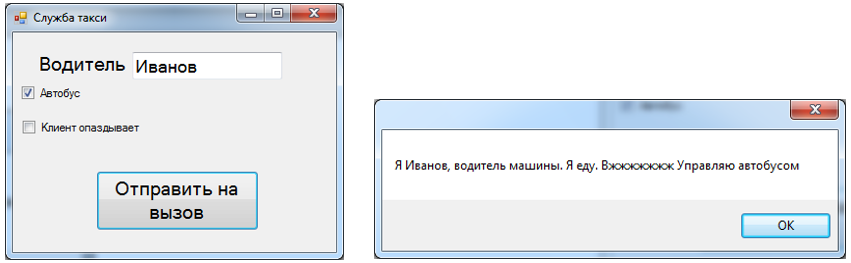 Служба такси
Водитель Иванов
Автобус
Клиент опаздывает
Отправить на
вызов
Я Иванов, водитель машины. Я еду. Вжжжжжжж Управляю автобусом
OK